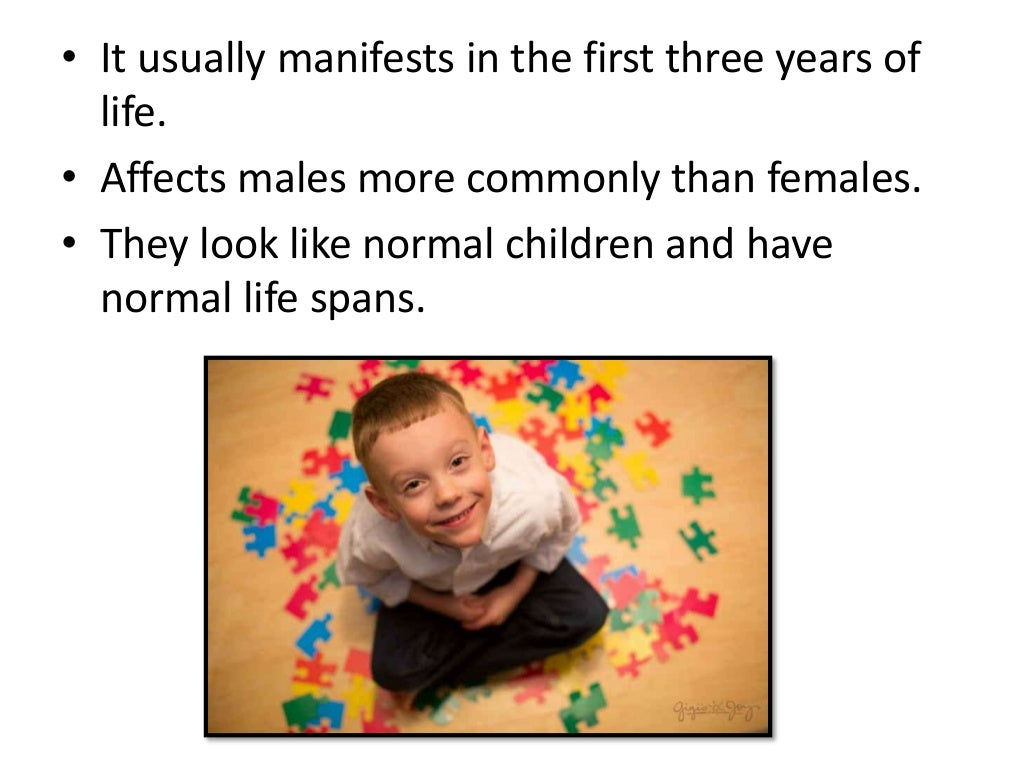 • It usually manifests in the first three years of
life.
• Affects males more commonly than females.
• They look like normal children and have
normal life spans.